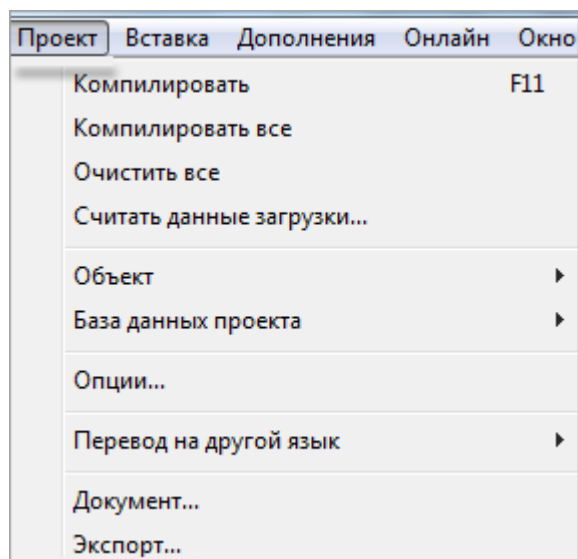 Проект Вставка Дополнения Онлайн Окно
Компилировать F11
Компилировать все
Очистить все
Считать данные загрузки...
Объект
База данных проекта
Опции...
Перевод на другой язык
Документ...
Экспорт...